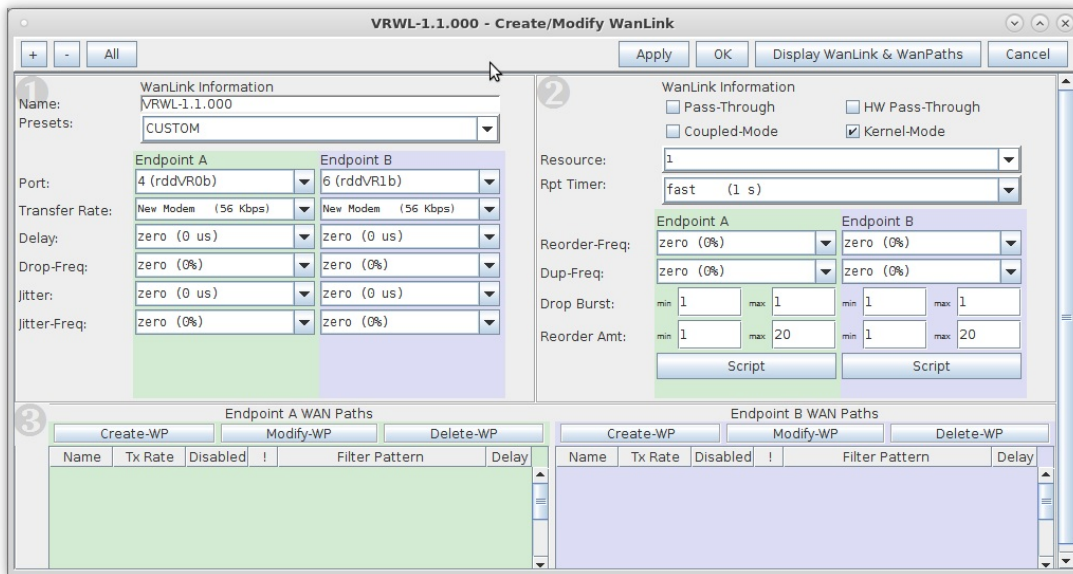 VRWL-1.1.000 - Create/Modify WanLink
+ - All Apply OK Display WanLink & WanPaths Cancel
1
WanLink Information
Name: VRWL-1.1.000
Presets: CUSTOM
Endpoint A Endpoint B
Port: 4 (rddVR0b) 6 (rddVR1b)
Transfer Rate: New Modem (56 Kbps) New Modem (56 Kbps)
Delay: zero (0 us) zero (0 us)
Drop-Freq: zero (0%) zero (0%)
Jitter: zero (0 us) zero (0 us)
Jitter-Freq: zero (0%) zero (0%)
2
WanLink Information
Pass-Through HW Pass-Through
Coupled-Mode Kernel-Mode
Resource: 1
Rpt Timer: fast (1 s)
Endpoint A Endpoint B
Reorder-Freq: zero (0%) zero (0%)
Dup-Freq: zero (0%) zero (0%)
Drop Burst: min 1 max 1 min 1 max 1
Reorder Amt: min 1 max 20 min 1 max 20
Script Script
3
Endpoint A WAN Paths
Create-WP Modify-WP Delete-WP
Name Tx Rate Disabled ! Filter Pattern Delay
Endpoint B WAN Paths
Create-WP Modify-WP Delete-WP
Name Tx Rate Disabled ! Filter Pattern Delay